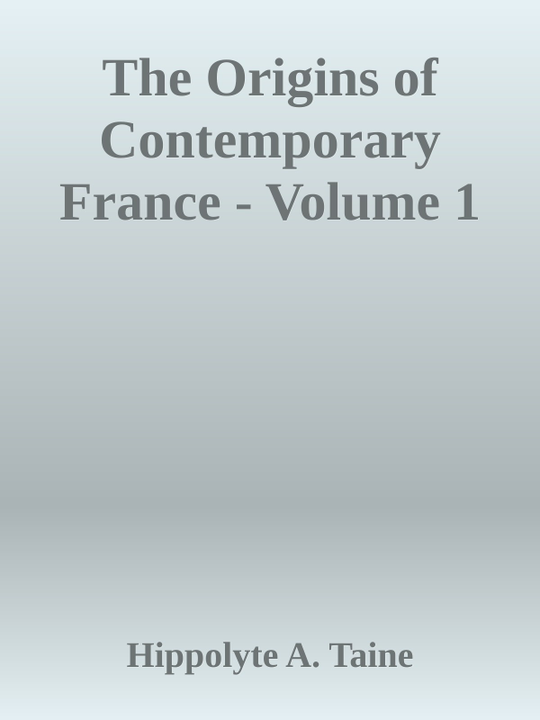 The Origins of
Contemporary
France - Volume 1
Hippolyte A. Taine